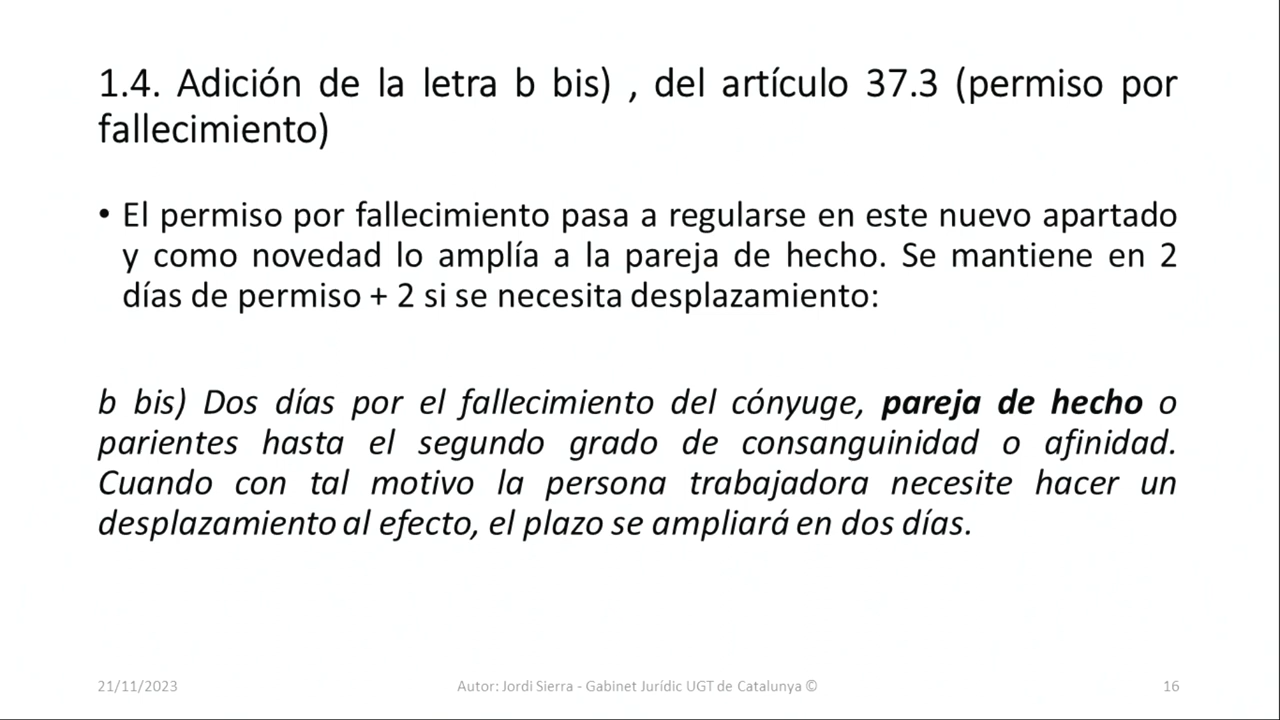 1.4. Adición de la letra b bis) , del artículo 37.3 (permiso por
fallecimiento)
• El permiso por fallecimiento pasa a regularse en este nuevo apartado
y como novedad lo amplía a la pareja de hecho. Se mantiene en 2
días de permiso + 2 si se necesita desplazamiento:
b bis) Dos días por el fallecimiento del cónyuge, pareja de hecho o
parientes hasta el segundo grado de consanguinidad o afinidad.
Cuando con tal motivo la persona trabajadora necesite hacer un
desplazamiento al efecto, el plazo se ampliará en dos días.
21/11/2023 Autor: Jordi Sierra - Gabinet Jurídic UGT de Catalunya © 16